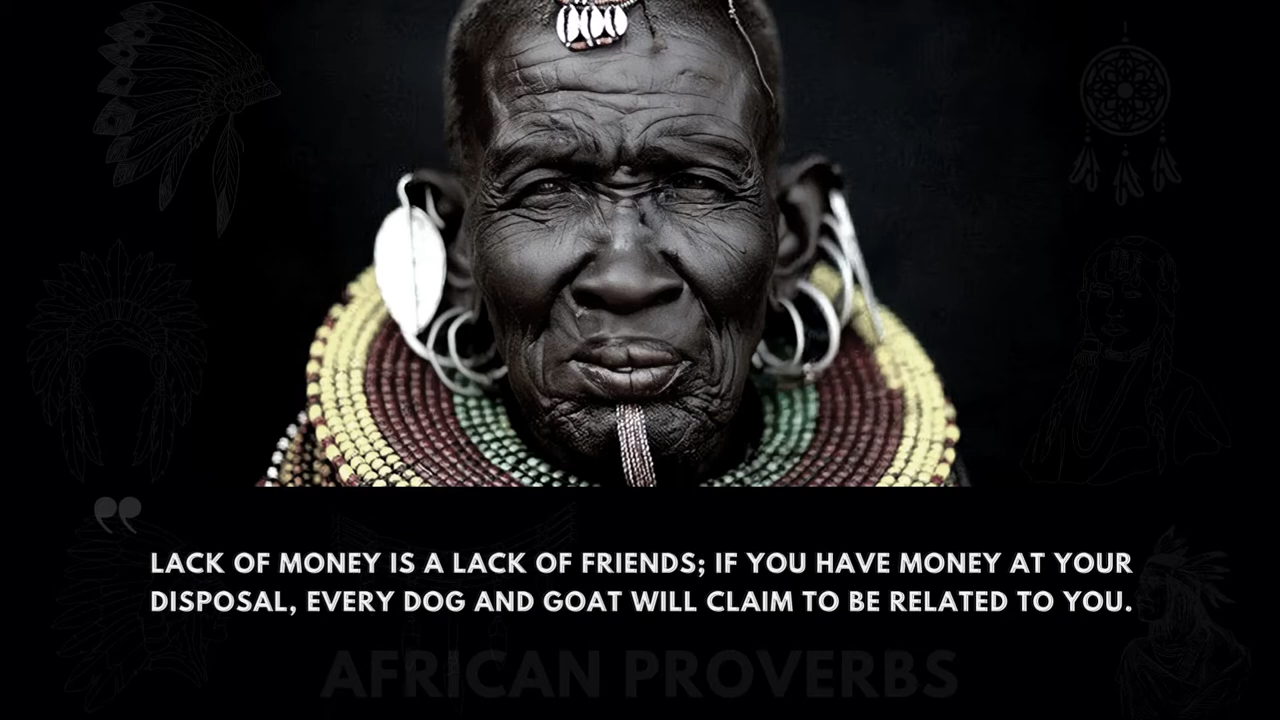 LACK OF MONEY IS A LACK OF FRIENDS; IF YOU HAVE MONEY AT YOUR
DISPOSAL, EVERY DOG AND GOAT WILL CLAIM TO BE RELATED TO YOU.
AFRICAN PROVERBS